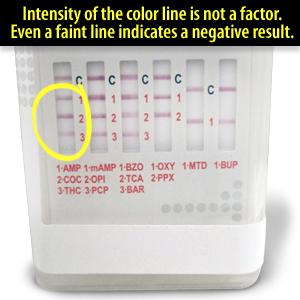 Intensity of the color line is not a factor.
Even a faint line indicates a negative result.
C C C C
C C
1 1 1 1
2 2 2 2 1 1
3 3 3
1-AMP 1-mAMP 1-BZO 1-OXY 1-MTD 1-BUP
2-COC 2-OPI 2-TCA 2-PPX
3-THC 3-PCP 3-BAR